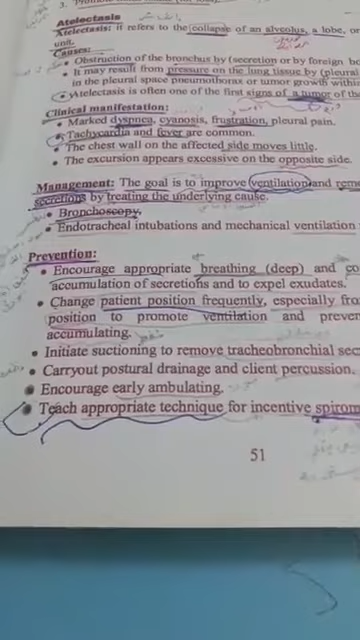 Atelectasis
Atelectasis: it refers to the collapse of an alveolus, a lobe, or
unit.
Causes:
• Obstruction of the bronchus by (secretion or by foreign bo
• It may result from pressure on the lung tissue by (pleural
in the pleural space pneumothorax or tumor growth within
• Atelectasis is often one of the first signs of a tumor of the
Clinical manifestation:
• Marked dyspnea, cyanosis, frustration, pleural pain.
• Tachycardia and fever are common.
• The chest wall on the affected side moves little.
• The excursion appears excessive on the opposite side.
Management: The goal is to improve ventilation and rem
secretions by treating the underlying cause.
• Bronchoscopy.
• Endotracheal intubations and mechanical ventilation
Prevention:
• Encourage appropriate breathing (deep) and co
accumulation of secretions and to expel exudates.
• Change patient position frequently, especially fro
position to promote ventilation and preven
accumulating.
• Initiate suctioning to remove tracheobronchial sec
• Carryout postural drainage and client percussion.
• Encourage early ambulating.
• Teach appropriate technique for incentive spirom
51